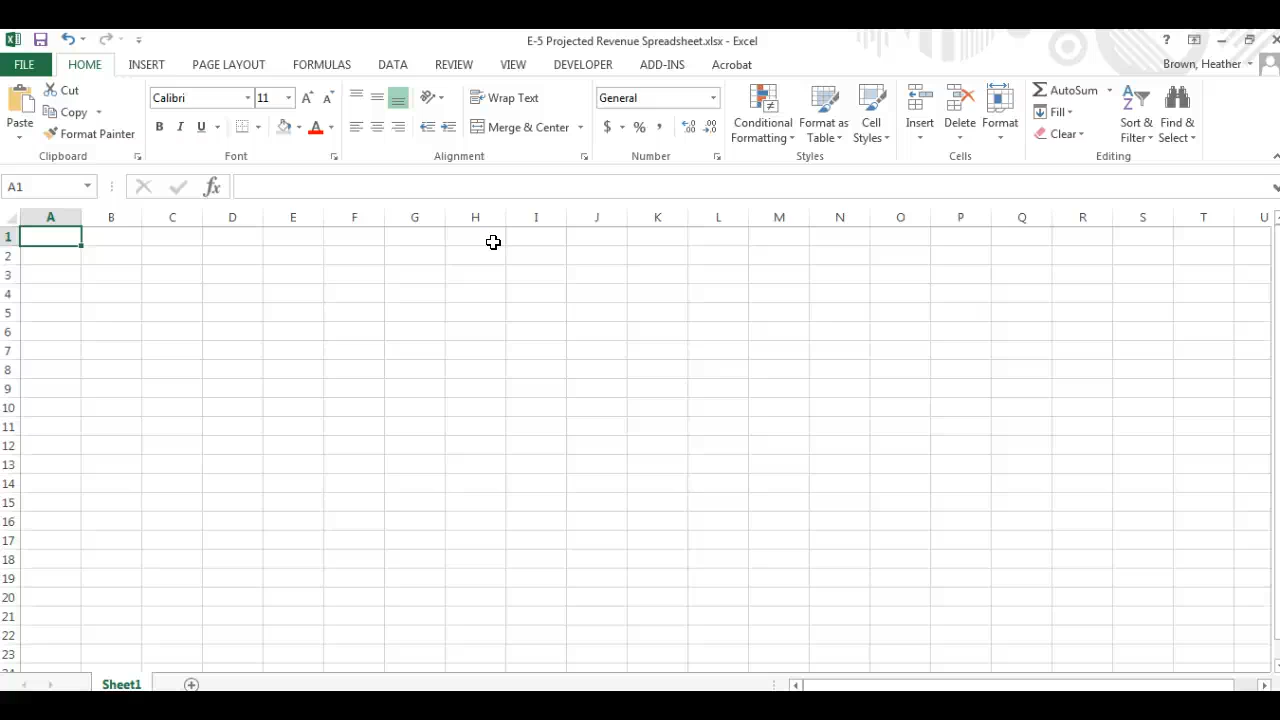 E-5 Projected Revenue Spreadsheet.xlsx - Excel
?
FILE HOME INSERT PAGE LAYOUT FORMULAS DATA REVIEW VIEW DEVELOPER ADD-INS Acrobat Brown, Heather
Paste
Cut
Copy
Format Painter
Clipboard
Calibri 11
B I U A
Font
Wrap Text
Merge & Center
Alignment
General
$ % ,
Number
Conditional Formatting
Format as Table
Cell Styles
Styles
Insert
Delete
Format
Cells
AutoSum
Fill
Clear
Sort & Filter
Find & Select
Editing
A1 fx
A B C D E F G H I J K L M N O P Q R S T U
1
2
3
4
5
6
7
8
9
10
11
12
13
14
15
16
17
18
19
20
21
22
23
Sheet1